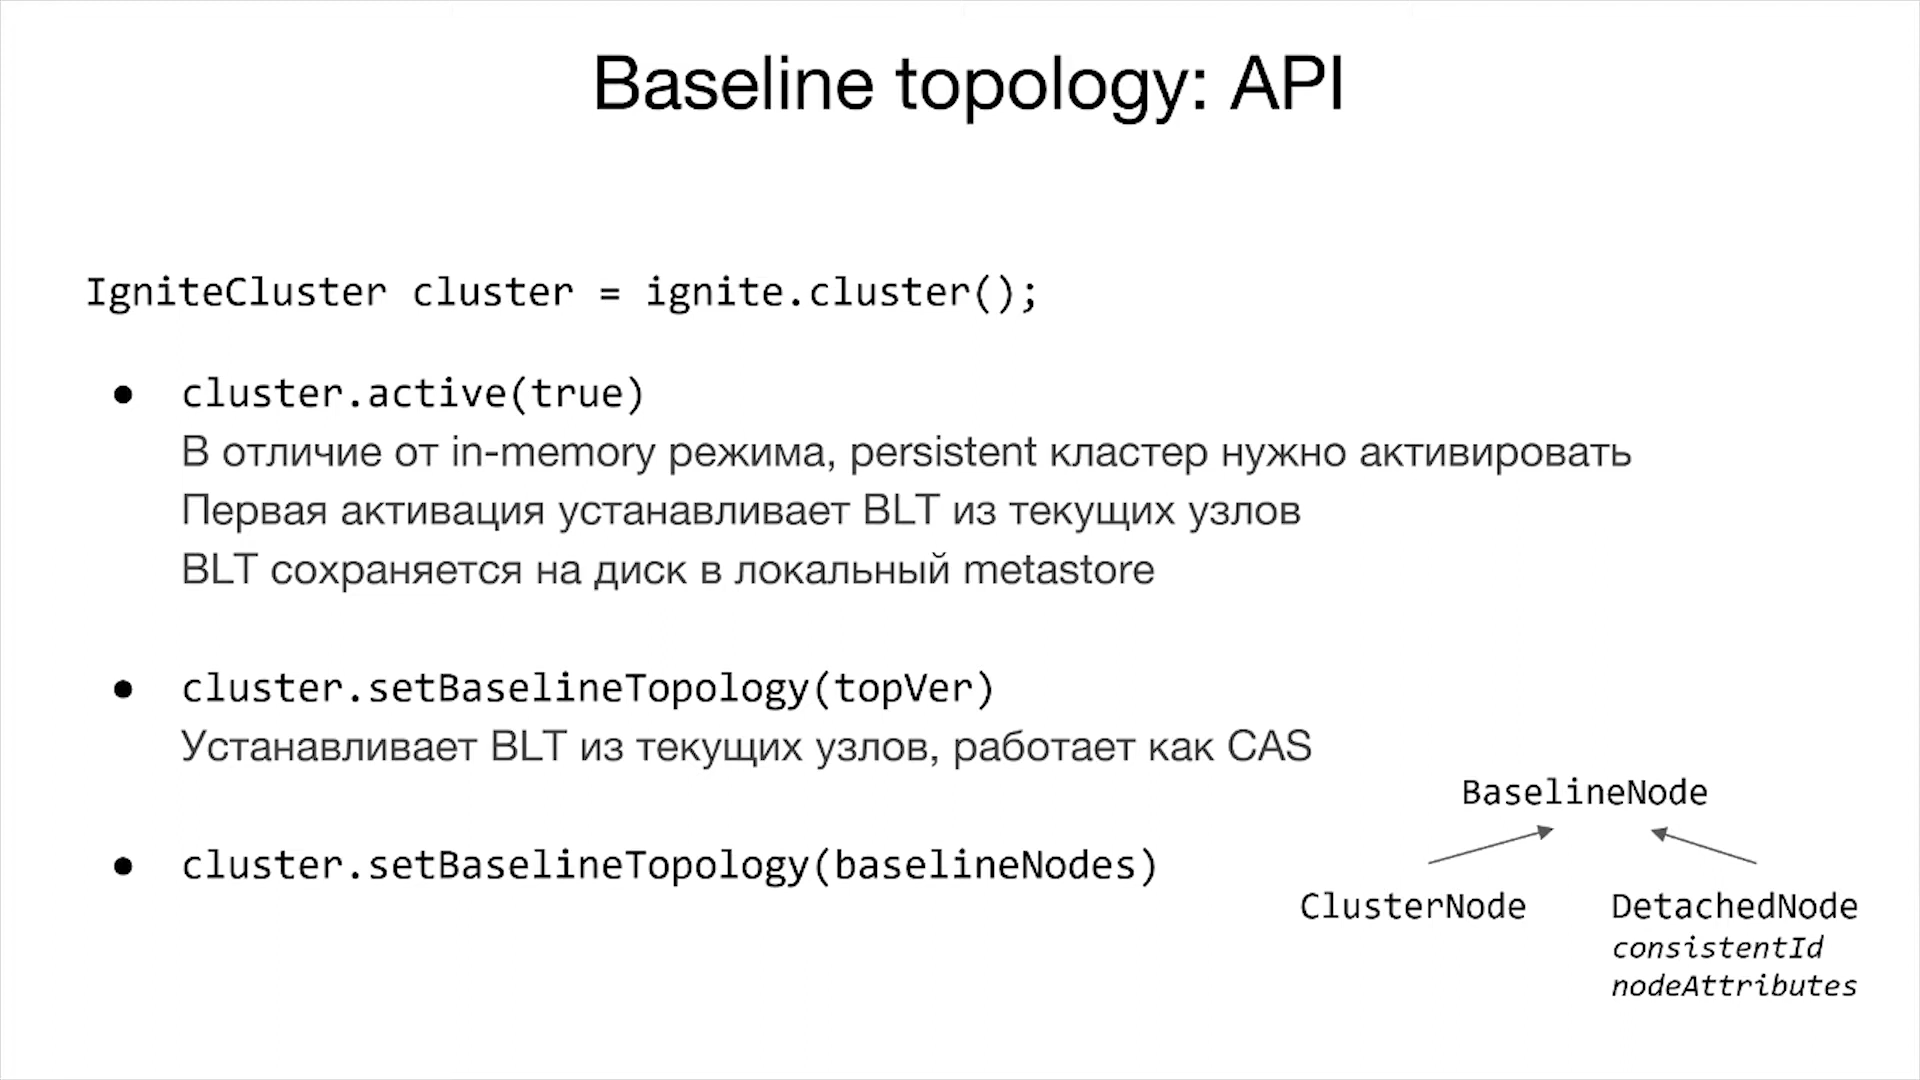 Baseline topology: API
IgniteCluster cluster = ignite.cluster();
● cluster.active(true)
В отличие от in-memory режима, persistent кластер нужно активировать
Первая активация устанавливает BLT из текущих узлов
BLT сохраняется на диск в локальный metastore
● cluster.setBaselineTopology(topVer)
Устанавливает BLT из текущих узлов, работает как CAS
● cluster.setBaselineTopology(baselineNodes)
BaselineNode
ClusterNode
DetachedNode
consistentId
nodeAttributes